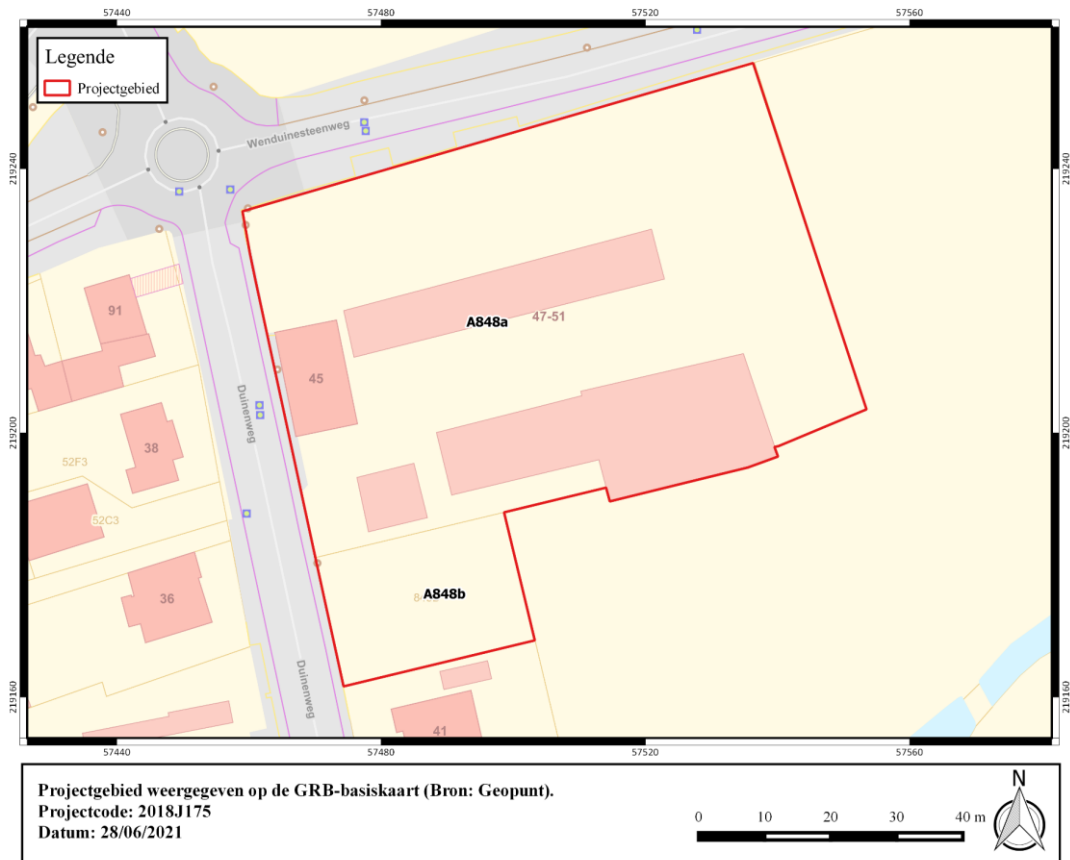 57440 57480 57520 57560
Legende
Projectgebied
Wenduinesteenweg
219240 219240
91
A848a 47-51
45
Duinenweg
38
219200 219200
52F3
52C3
36
A848b
Duinenweg
41
219160 219160
57440 57480 57520 57560
Projectgebied weergegeven op de GRB-basiskaart (Bron: Geopunt).
Projectcode: 2018J175
Datum: 28/06/2021
0 10 20 30 40 m
N